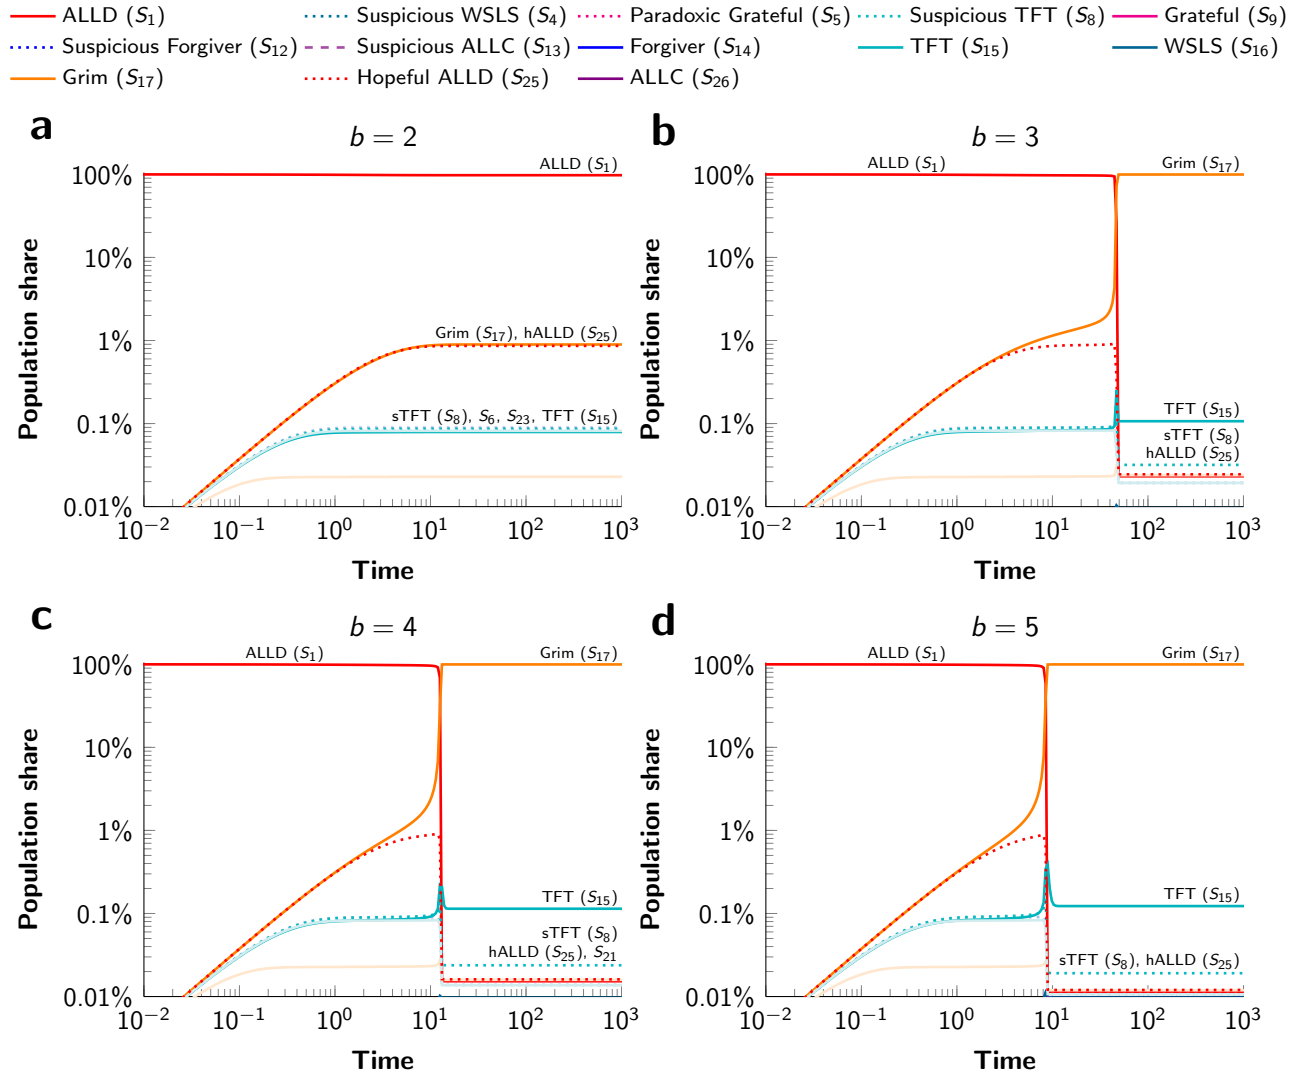 ALLD (S1) Suspicious WSLS (S4) Paradoxic Grateful (S5) Suspicious TFT (S8) Grateful (S9)
Suspicious Forgiver (S12) Suspicious ALLC (S13) Forgiver (S14) TFT (S15) WSLS (S16)
Grim (S17) Hopeful ALLD (S25) ALLC (S26)
a
b = 2
ALLD (S1)
100%
10%
1%
0.1%
0.01%
Population share
Grim (S17), hALLD (S25)
sTFT (S8), S6, S23, TFT (S15)
10−2 10−1 100 101 102 103
Time
b
b = 3
ALLD (S1)
Grim (S17)
100%
10%
1%
0.1%
0.01%
Population share
TFT (S15)
sTFT (S8)
hALLD (S25)
10−2 10−1 100 101 102 103
Time
c
b = 4
ALLD (S1)
Grim (S17)
100%
10%
1%
0.1%
0.01%
Population share
TFT (S15)
sTFT (S8)
hALLD (S25), S21
10−2 10−1 100 101 102 103
Time
d
b = 5
ALLD (S1)
Grim (S17)
100%
10%
1%
0.1%
0.01%
Population share
TFT (S15)
sTFT (S8), hALLD (S25)
10−2 10−1 100 101 102 103
Time